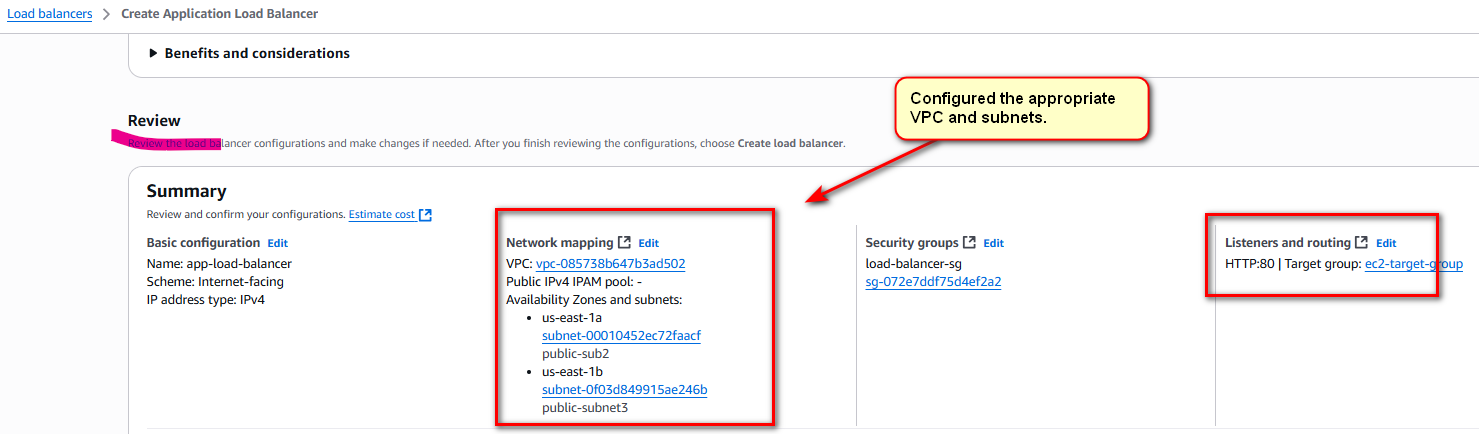 Load balancers > Create Application Load Balancer
Benefits and considerations
Configured the appropriate
VPC and subnets.
Review
Review the load balancer configurations and make changes if needed. After you finish reviewing the configurations, choose Create load balancer.
Summary
Review and confirm your configurations. Estimate cost
Basic configuration Edit
Name: app-load-balancer
Scheme: Internet-facing
IP address type: IPv4
Network mapping Edit
VPC: vpc-085738b647b3ad502
Public IPv4 IPAM pool: -
Availability Zones and subnets:
• us-east-1a
subnet-00010452ec72faacf
public-sub2
• us-east-1b
subnet-0f03d849915ae246b
public-subnet3
Security groups Edit
load-balancer-sg
sg-072e7ddf75d4ef2a2
Listeners and routing Edit
HTTP:80 | Target group: ec2-target-group